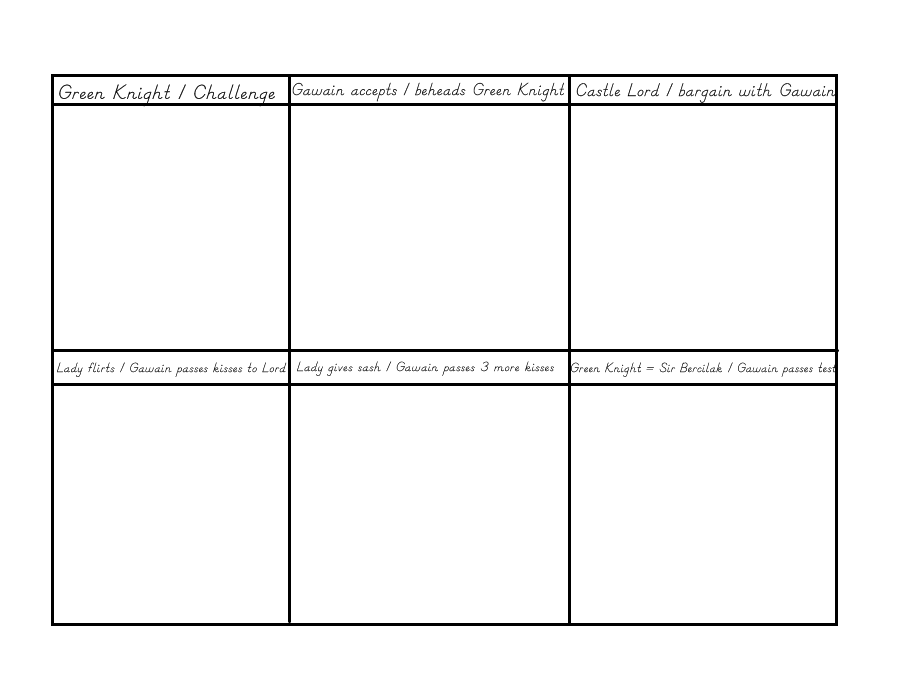 Green Knight / Challenge
Gawain accepts / beheads Green Knight
Castle Lord / bargain with Gawain
Lady flirts / Gawain passes kisses to Lord
Lady gives sash / Gawain passes 3 more kisses
Green Knight = Sir Bercilak / Gawain passes test